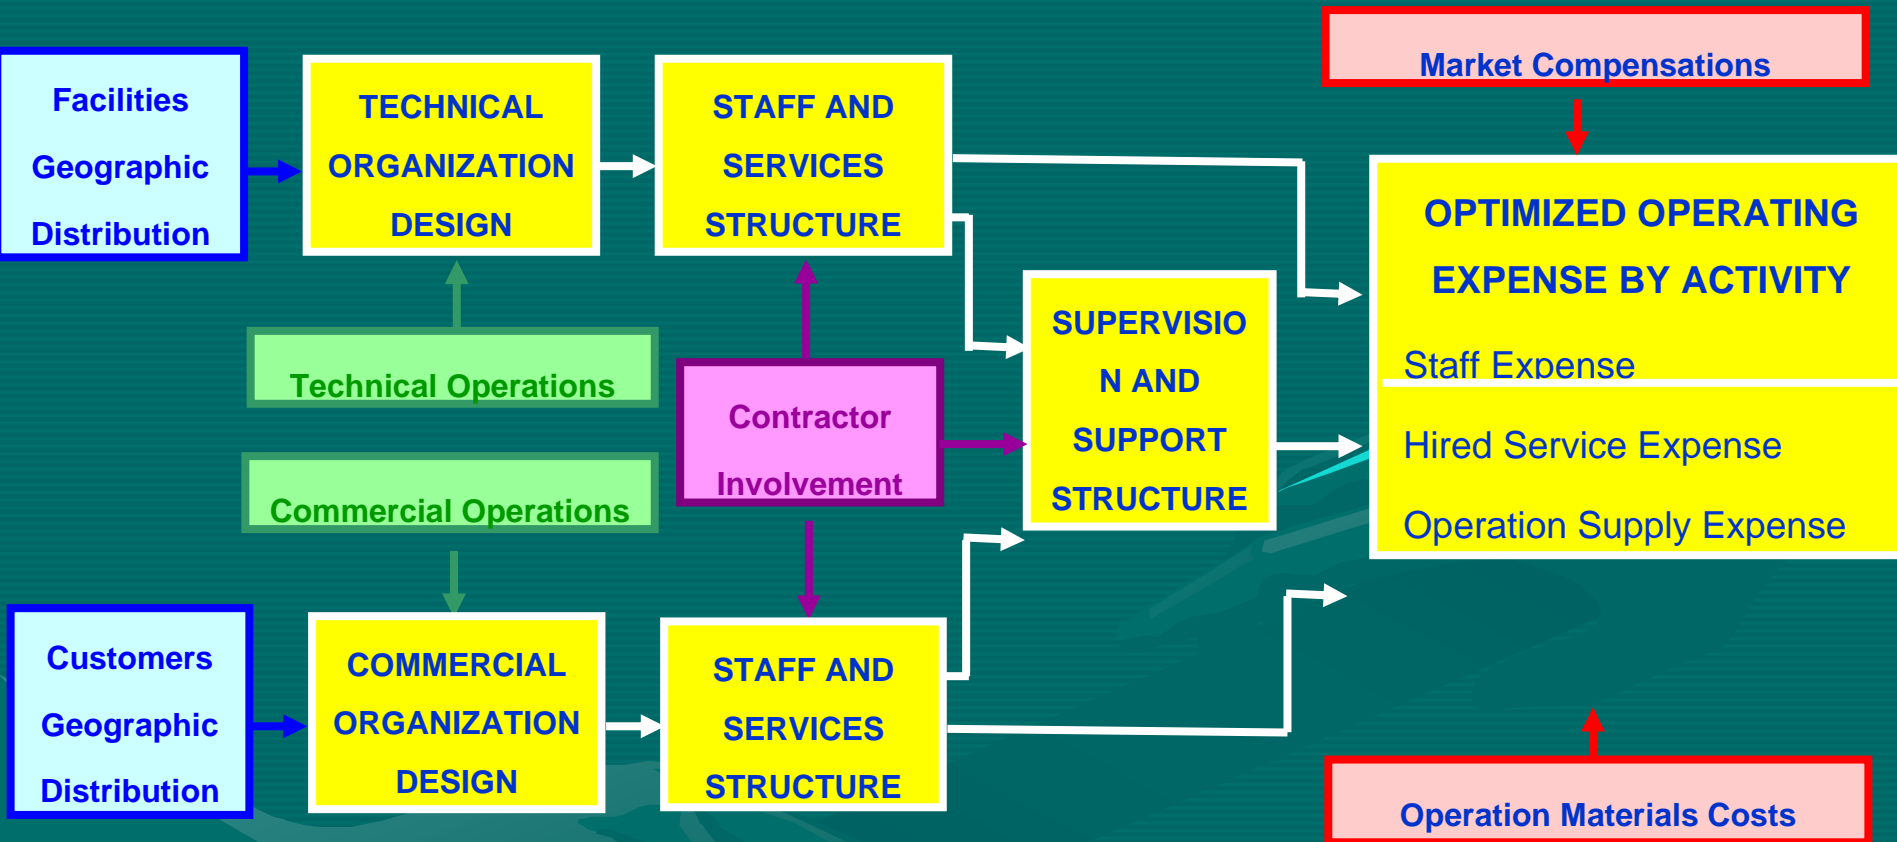 Market Compensations
Facilities
Geographic
Distribution
TECHNICAL
ORGANIZATION
DESIGN
STAFF AND
SERVICES
STRUCTURE
OPTIMIZED OPERATING
EXPENSE BY ACTIVITY
Staff Expense
Hired Service Expense
Operation Supply Expense
SUPERVISIO
N AND
SUPPORT
STRUCTURE
Technical Operations
Contractor
Involvement
Commercial Operations
Customers
Geographic
Distribution
COMMERCIAL
ORGANIZATION
DESIGN
STAFF AND
SERVICES
STRUCTURE
Operation Materials Costs